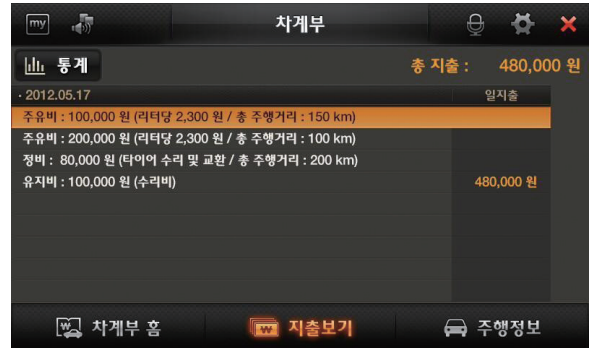 my
차계부
통계
총 지출 : 480,000 원
· 2012.05.17 일지출
주유비 : 100,000 원 (리터당 2,300 원 / 총 주행거리 : 150 km)
주유비 : 200,000 원 (리터당 2,300 원 / 총 주행거리 : 100 km)
정비 : 80,000 원 (타이어 수리 및 교환 / 총 주행거리 : 200 km)
유지비 : 100,000 원 (수리비) 480,000 원
₩ 차계부 홈
₩ 지출보기
주행정보